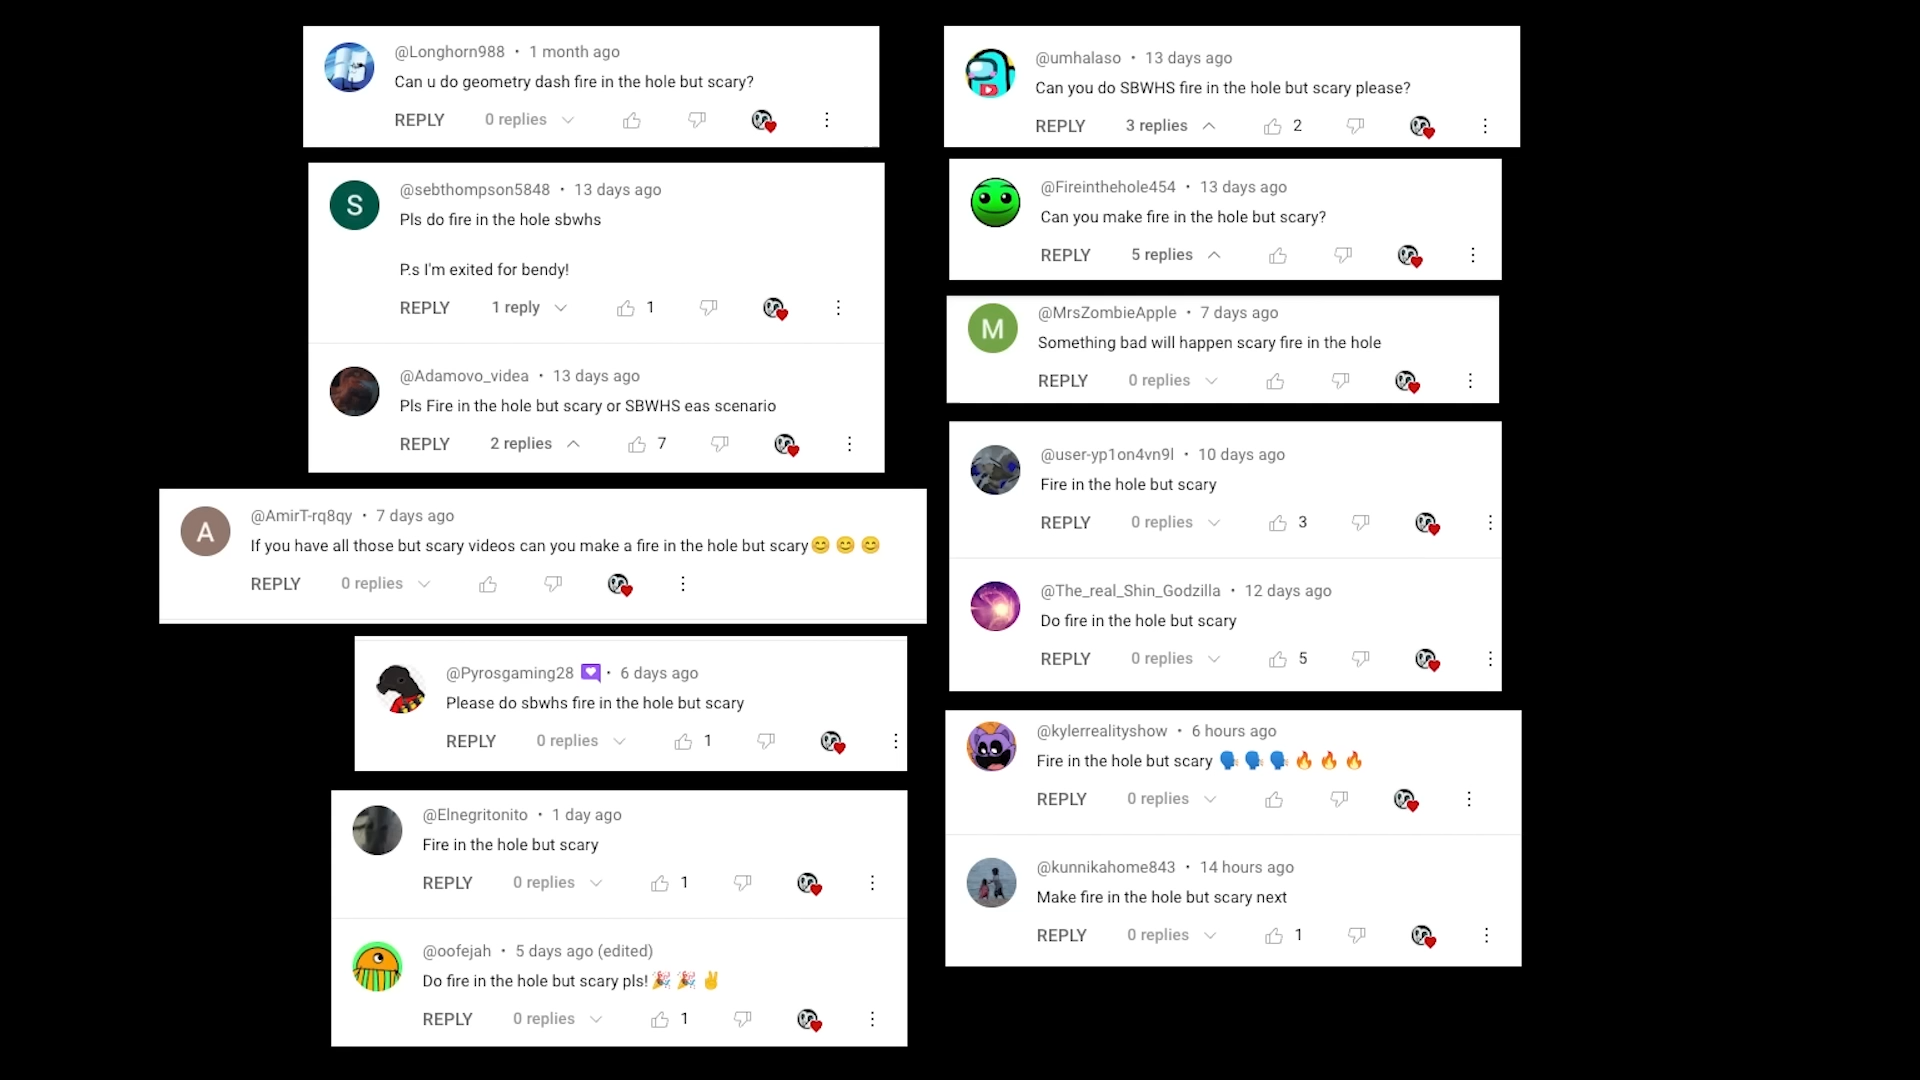 @Longhorn988 • 1 month ago
Can u do geometry dash fire in the hole but scary?
REPLY 0 replies
S
@sebthompson5848 • 13 days ago
Pls do fire in the hole sbwhs
P.s I'm exited for bendy!
REPLY 1 reply 1
@Adamovo_videa • 13 days ago
Pls Fire in the hole but scary or SBWHS eas scenario
REPLY 2 replies 7
A
@AmirT-rq8qy • 7 days ago
If you have all those but scary videos can you make a fire in the hole but scary😊 😊 😊
REPLY 0 replies
@Pyrosgaming28 • 6 days ago
Please do sbwhs fire in the hole but scary
REPLY 0 replies 1
@Elnegritonito • 1 day ago
Fire in the hole but scary
REPLY 0 replies 1
@oofejah • 5 days ago (edited)
Do fire in the hole but scary pls!🎉 🎉 ✌
REPLY 0 replies 1
@umhalaso • 13 days ago
Can you do SBWHS fire in the hole but scary please?
REPLY 3 replies 2
@Fireinthehole454 • 13 days ago
Can you make fire in the hole but scary?
REPLY 5 replies
M
@MrsZombieApple • 7 days ago
Something bad will happen scary fire in the hole
REPLY 0 replies
@user-yp1on4vn9l • 10 days ago
Fire in the hole but scary
REPLY 0 replies 3
@The_real_Shin_Godzilla • 12 days ago
Do fire in the hole but scary
REPLY 0 replies 5
@kylerrealityshow • 6 hours ago
Fire in the hole but scary 🗣 🗣 🗣 🔥 🔥 🔥
REPLY 0 replies
@kunnikahome843 • 14 hours ago
Make fire in the hole but scary next
REPLY 0 replies 1